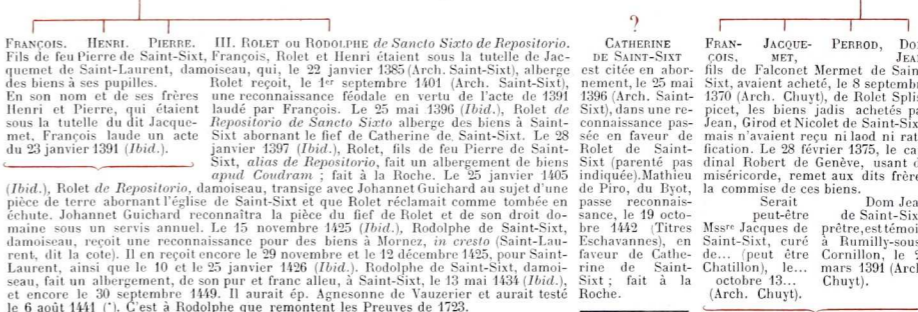 FRANÇOIS. HENRI. PIERRE. III. ROLET OU RODOLPHE de Sancto Sixto de Repositorio.
Fils de feu Pierre de Saint-Sixt, François, Rolet et Henri étaient sous la tutelle de Jac-
quemet de Saint-Laurent, damoiseau, qui, le 22 janvier 1385 (Arch. Saint-Sixt), alberge
des biens à ses pupilles.
En son nom et de ses frères
Henri et Pierre, qui étaient
sous la tutelle du dit Jacque-
met, François laude un acte
du 23 janvier 1391 (Ibid.).
Rolet reçoit, le 1er septembre 1401 (Arch. Saint-Sixt),
une reconnaissance féodale en vertu de l'acte de 1391
laudé par François. Le 25 mai 1396 (Ibid.), Rolet de
Repositorio de Sancto Sixto alberge des biens à Saint-
Sixt abornant le fief de Catherine de Saint-Sixt. Le 28
janvier 1397 (Ibid.), Rolet, fils de feu Pierre de Saint-
Sixt, alias de Repositorio, fait un albergement de biens
apud Coudram ; fait à la Roche. Le 25 janvier 1405
(Ibid.), Rolet de Repositorio, damoiseau, transige avec Johannet Guichard au sujet d'une
pièce de terre abornant l'église de Saint-Sixt et que Rolet réclamait comme tombée en
échute. Johannet Guichard reconnaîtra la pièce du fief de Rolet et de son droit do-
maine sous un servis annuel. Le 15 novembre 1425 (Ibid.), Rodolphe de Saint-Sixt,
damoiseau, reçoit une reconnaissance pour des biens à Mornez, in cresto (Saint-Lau-
rent, dit la cote). Il en reçoit encore le 29 novembre et le 12 décembre 1425, pour Saint-
Laurent, ainsi que le 10 et le 25 janvier 1426 (Ibid.). Rodolphe de Saint-Sixt, damoi-
seau, fait un albergement, de son pur et franc alleu, à Saint-Sixt, le 13 mai 1434 (Ibid.),
et encore le 30 septembre 1449. Il aurait ép. Agnesonne de Vauzerier et aurait testé
le 6 août 1441 (*). C'est à Rodolphe que remontent les Preuves de 1723.
?
CATHERINE
DE SAINT-SIXT
est citée en abor-
nement, le 25 mai
1396 (Arch. Saint-
Sixt), dans une re-
connaissance pas-
sée en faveur de
Rolet de Saint-
Sixt (parenté pas
indiquée). Mathieu
de Piro, du Byot,
passe reconnais-
sance, le 19 octo-
bre 1442 (Titres
Eschavannes), en
faveur de Cathe-
rine de Saint-
Sixt ; fait à la
Roche.
FRAN- JACQUE- PERROD, DOM
ÇOIS, MET, JEAN
fils de Falconet Mermet de Saint-
Sixt, avaient acheté, le 8 septembre
1370 (Arch. Chuyt), de Rolet Spli-
picet, les biens jadis achetés par
Jean, Girod et Nicolet de Saint-Sixt,
mais n'avaient reçu ni laod ni rati-
fication. Le 28 février 1375, le car-
dinal Robert de Genève, usant de
miséricorde, remet aux dits frères
la commise de ces biens.
Serait
peut-être
Mssre Jacques de
Saint-Sixt, curé
de... (peut être
Chatillon), le...
octobre 13...
(Arch. Chuyt).
Dom Jean
de Saint-Sixt,
prêtre, est témoin
à Rumilly-sous-
Cornillon, le 2
mars 1391 (Arch.
Chuyt).